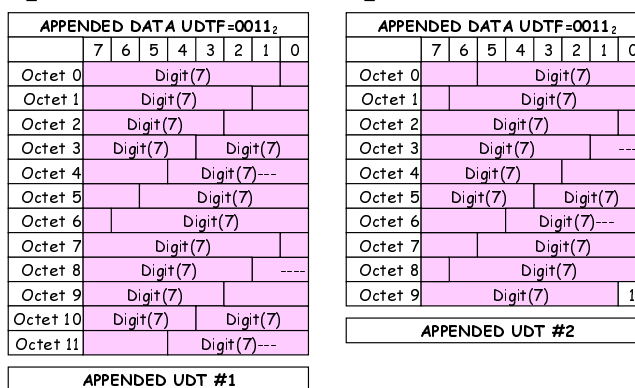 APPENDED DATA UDTF=0011₂
7 6 5 4 3 2 1 0
Octet 0 Digit(7)
Octet 1 Digit(7)
Octet 2 Digit(7)
Octet 3 Digit(7) Digit(7)
Octet 4 Digit(7)---
Octet 5 Digit(7)
Octet 6 Digit(7)
Octet 7 Digit(7)
Octet 8 Digit(7) ----
Octet 9 Digit(7)
Octet 10 Digit(7) Digit(7)
Octet 11 Digit(7)---
APPENDED UDT #1
APPENDED DATA UDTF=0011₂
7 6 5 4 3 2 1 0
Octet 0 Digit(7)
Octet 1 Digit(7)
Octet 2 Digit(7)
Octet 3 Digit(7) ---
Octet 4 Digit(7)
Octet 5 Digit(7) Digit(7)
Octet 6 Digit(7)---
Octet 7 Digit(7)
Octet 8 Digit(7)
Octet 9 Digit(7) 1
APPENDED UDT #2